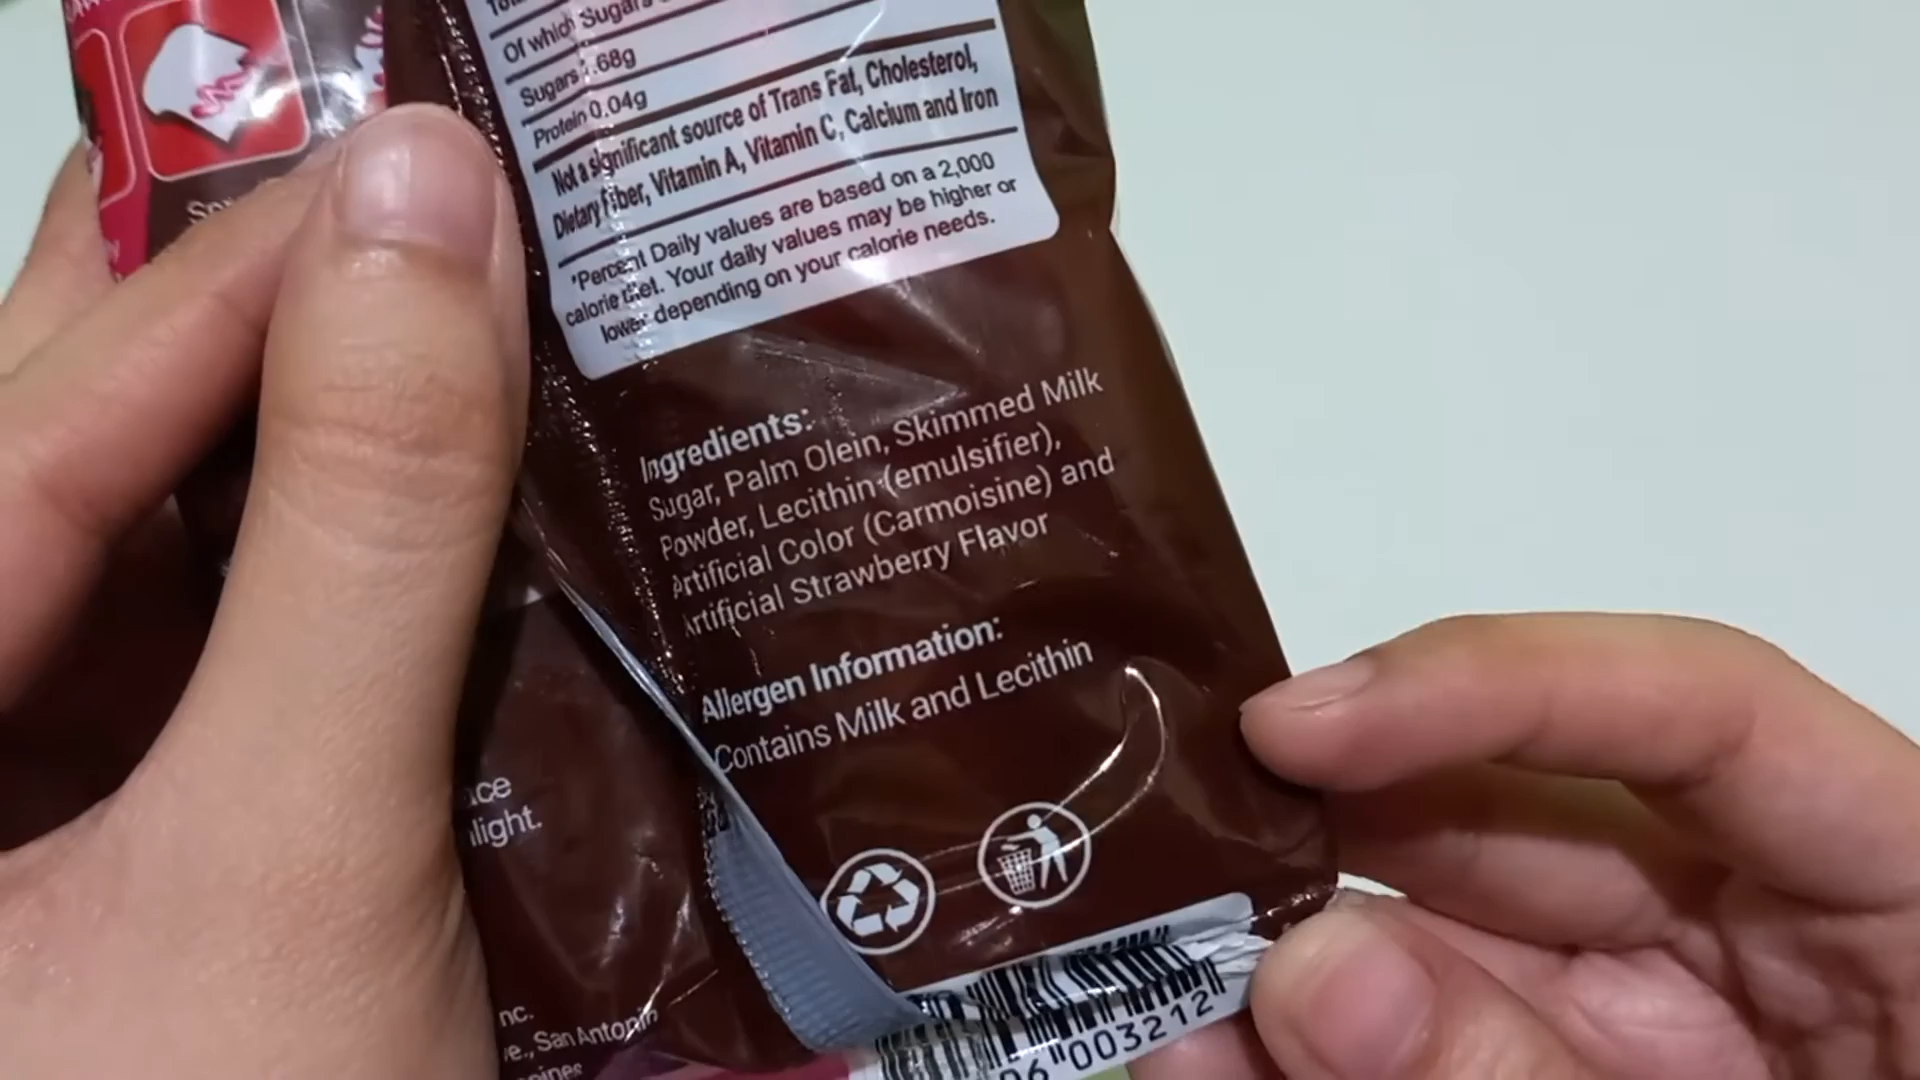 Of which Sugars
Sugars 1.68g
Protein 0.04g
Not a significant source of Trans Fat, Cholesterol,
Dietary Fiber, Vitamin A, Vitamin C, Calcium and Iron
*Percent Daily values are based on a 2,000
calorie diet. Your daily values may be higher or
lower depending on your calorie needs.
Ingredients:
Sugar, Palm Olein, Skimmed Milk
Powder, Lecithin (emulsifier),
Artificial Color (Carmoisine) and
Artificial Strawberry Flavor
Allergen Information:
Contains Milk and Lecithin
light.
San Antonio
003212